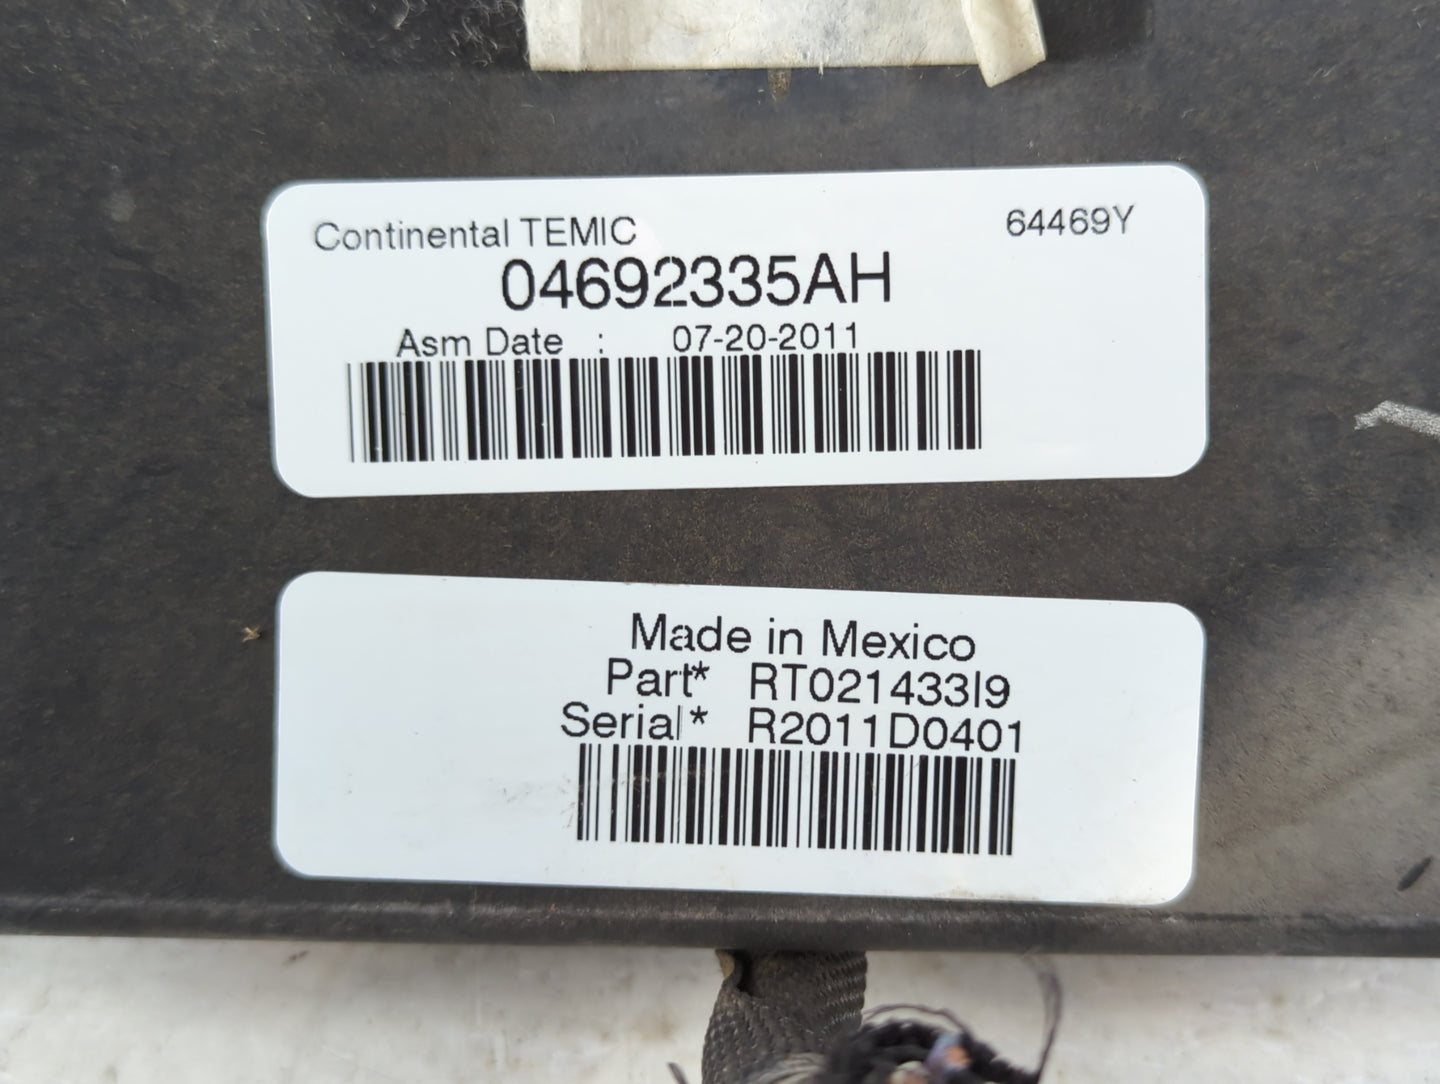 Continental TEMIC 64469Y
04692335AH
Asm Date : 07-20-2011
Made in Mexico
Part* RT021433I9
Serial* R2011D0401